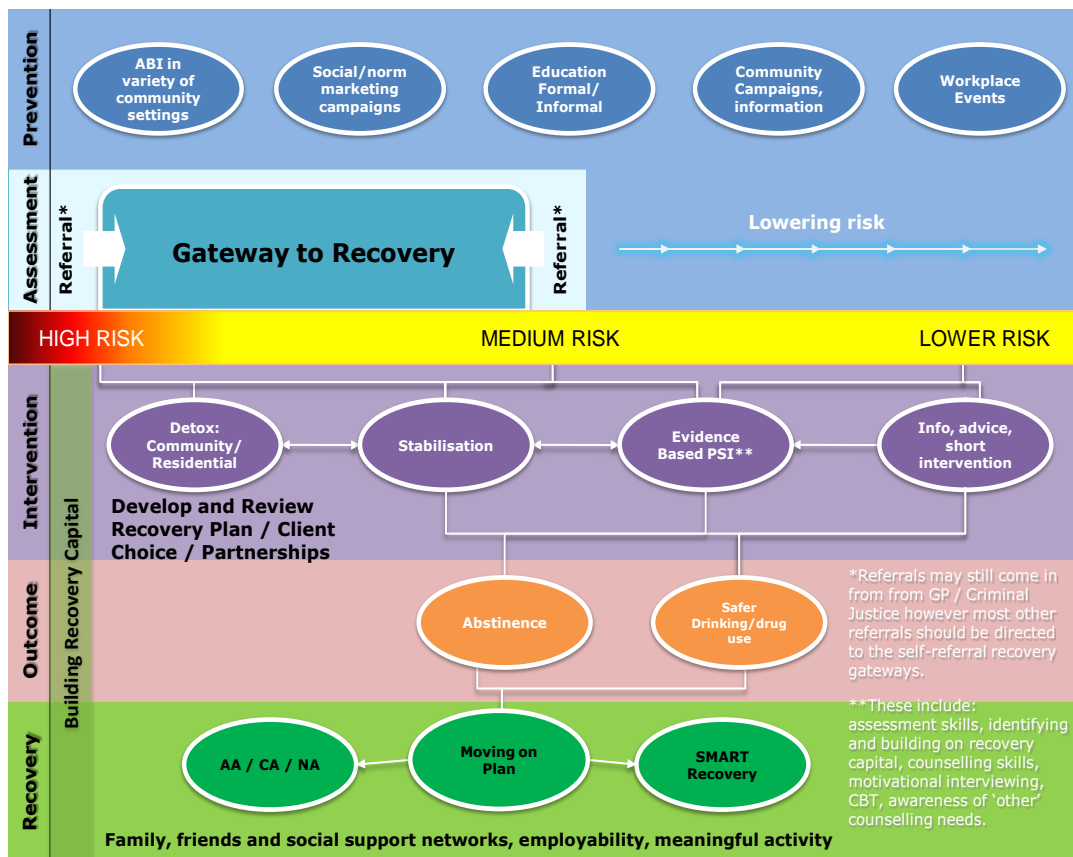 Prevention
ABI in
variety of
community
settings
Social/norm
marketing
campaigns
Education
Formal/
Informal
Community
Campaigns,
information
Workplace
Events
Assessment
Referral*
Gateway to Recovery
Referral*
Lowering risk
HIGH RISK
MEDIUM RISK
LOWER RISK
Intervention
Building Recovery Capital
Detox:
Community/
Residential
Stabilisation
Evidence
Based PSI**
Info, advice,
short
intervention
Develop and Review
Recovery Plan / Client
Choice / Partnerships
Outcome
Abstinence
Safer
Drinking/drug
use
*Referrals may still come in
from from GP / Criminal
Justice however most other
referrals should be directed
to the self-referral recovery
gateways.
**These include:
assessment skills, identifying
and building on recovery
capital, counselling skills,
motivational interviewing,
CBT, awareness of ‘other’
counselling needs.
Recovery
AA / CA / NA
Moving on
Plan
SMART
Recovery
Family, friends and social support networks, employability, meaningful activity